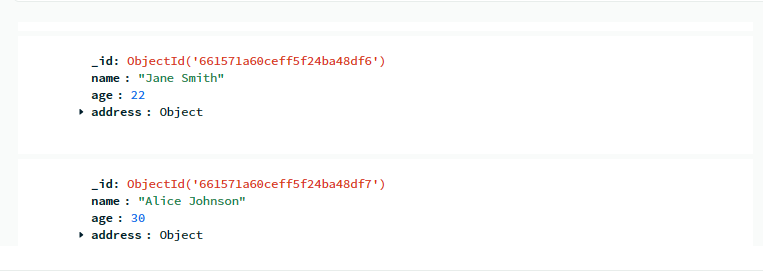 _id: ObjectId('661571a60ceff5f24ba48df6')
name : "Jane Smith"
age : 22
address : Object
_id: ObjectId('661571a60ceff5f24ba48df7')
name : "Alice Johnson"
age : 30
address : Object